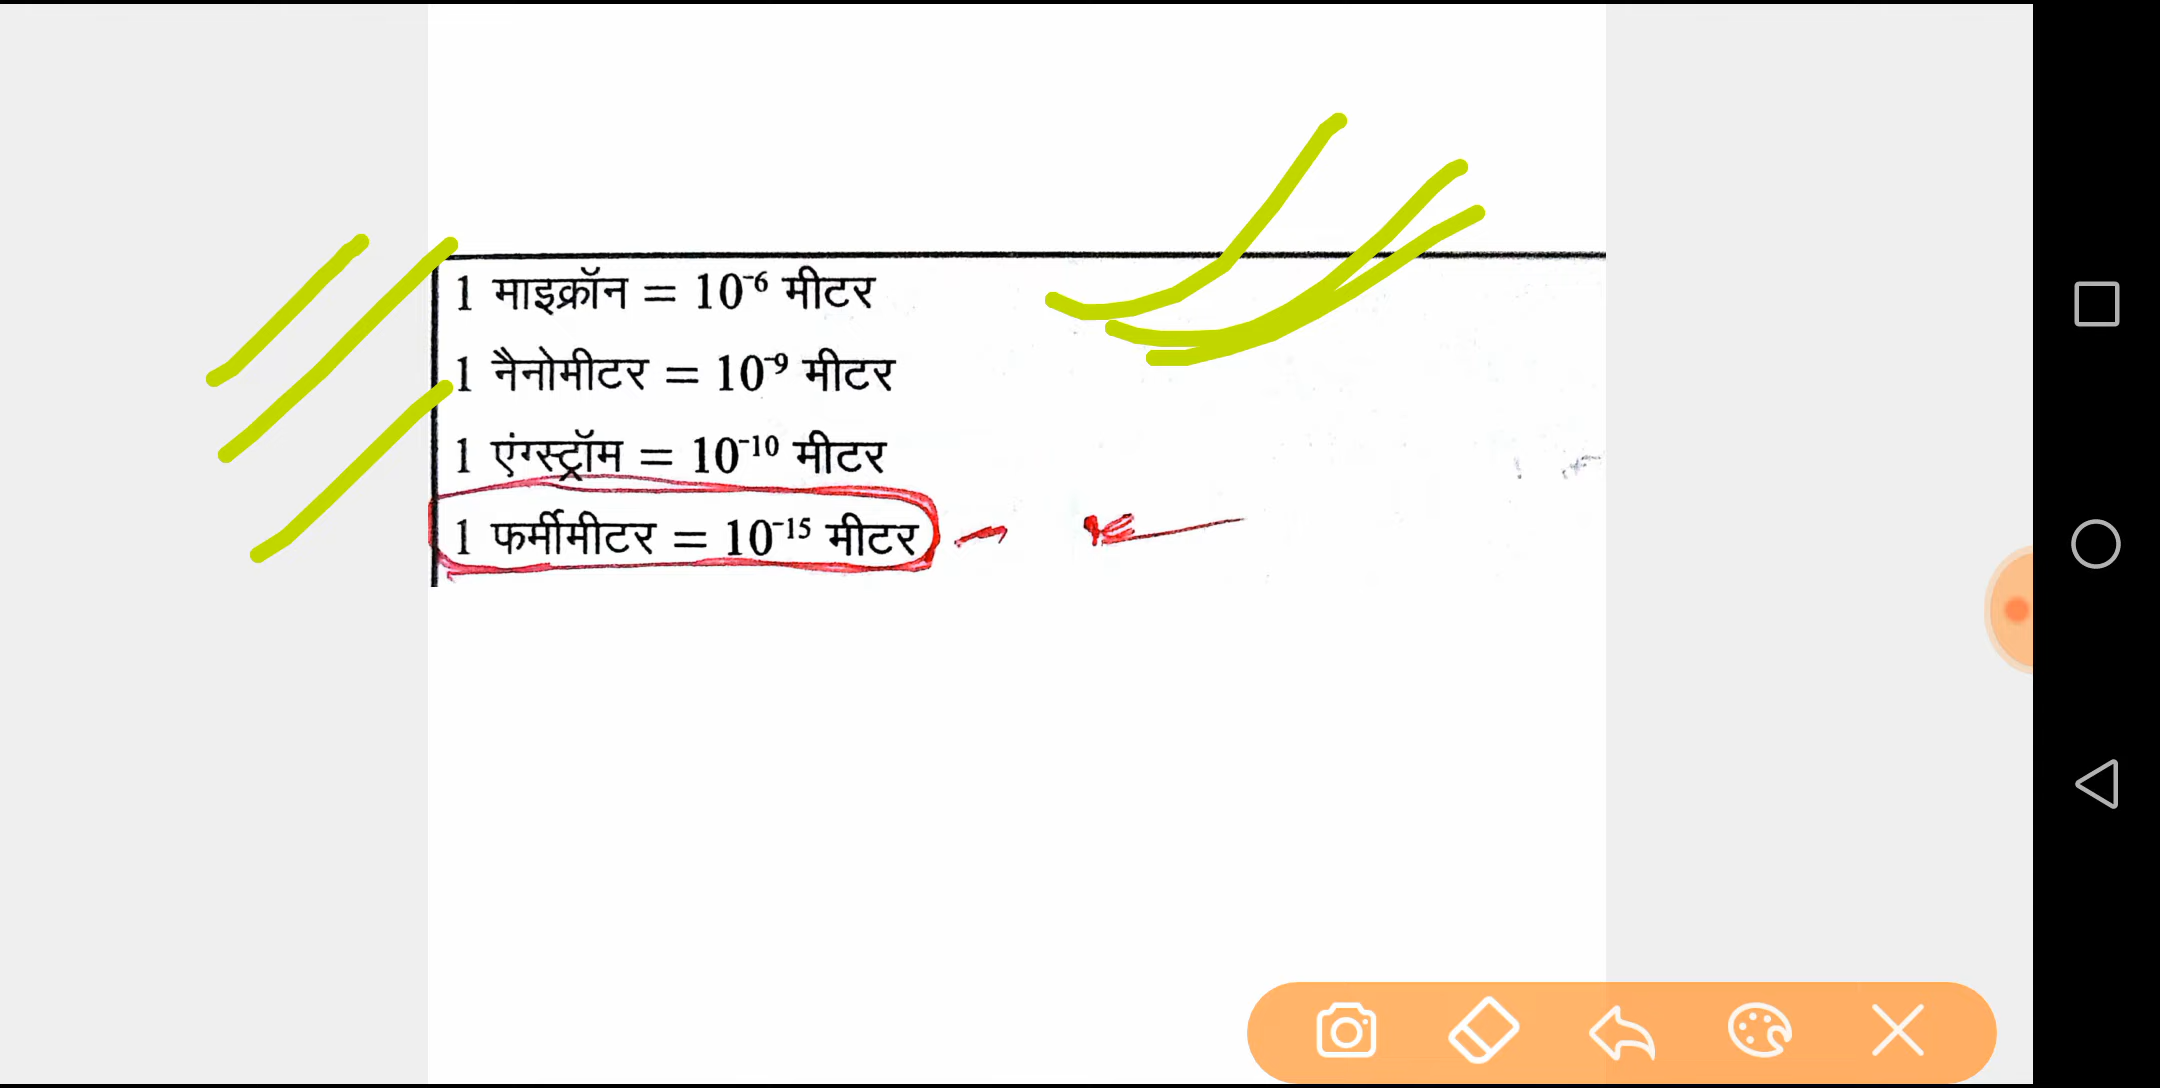 1 माइक्रॉन = 10⁻⁶ मीटर
1 नैनोमीटर = 10⁻⁹ मीटर
1 एंग्स्ट्रॉम = 10⁻¹⁰ मीटर
1 फर्मीमीटर = 10⁻¹⁵ मीटर